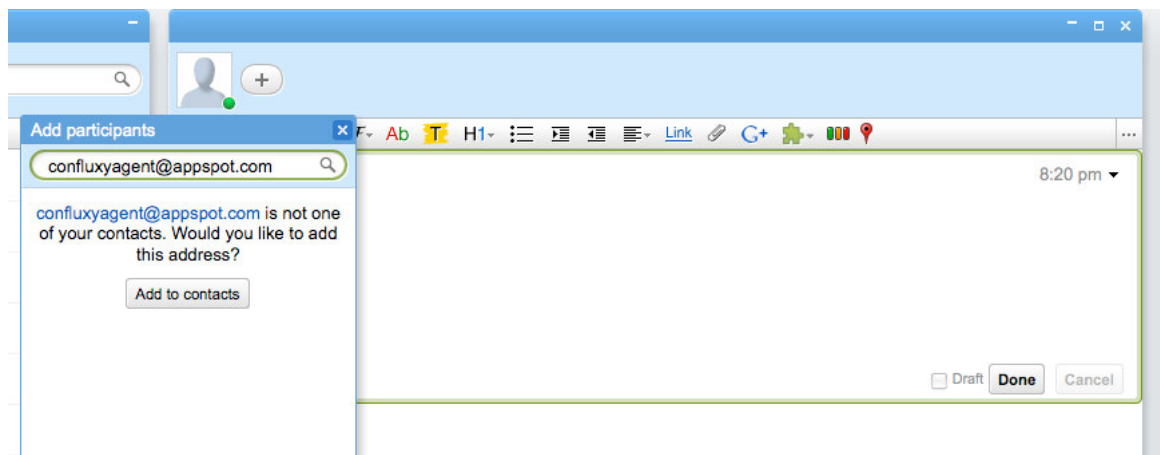 Add participants
F Ab T H1 Link G+ ...
confluxyagent@appspot.com
8:20 pm
confluxyagent@appspot.com is not one
of your contacts. Would you like to add
this address?
Add to contacts
Draft Done Cancel